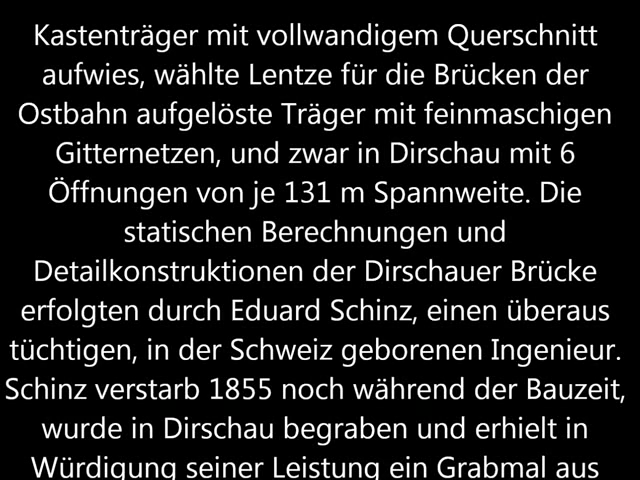 Kastenträger mit vollwandigem Querschnitt
aufwies, wählte Lentze für die Brücken der
Ostbahn aufgelöste Träger mit feinmaschigen
Gitternetzen, und zwar in Dirschau mit 6
Öffnungen von je 131 m Spannweite. Die
statischen Berechnungen und
Detailkonstruktionen der Dirschauer Brücke
erfolgten durch Eduard Schinz, einen überaus
tüchtigen, in der Schweiz geborenen Ingenieur.
Schinz verstarb 1855 noch während der Bauzeit,
wurde in Dirschau begraben und erhielt in
Würdigung seiner Leistung ein Grabmal aus